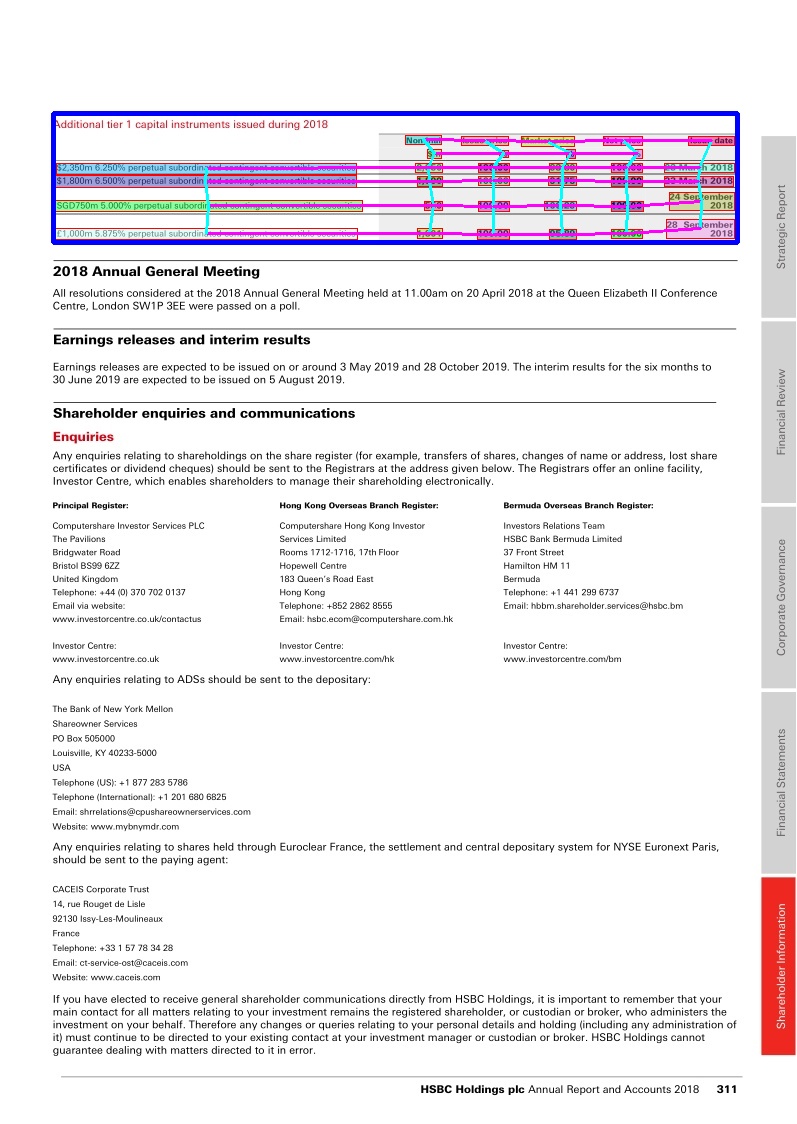 Additional tier 1 capital instruments issued during 2018
date
$2,350m 6.250% perpetual subordinated contingent convertible securities March 2018
$1,800m 6.500% perpetual subordinated contingent convertible securities March 2018
24 September
SGD750m 5.000% perpetual subordinated contingent convertible securities 2018
28 September
£1,000m 5.875% perpetual subordinated contingent convertible securities 2018
2018 Annual General Meeting
All resolutions considered at the 2018 Annual General Meeting held at 11.00am on 20 April 2018 at the Queen Elizabeth II Conference
Centre, London SW1P 3EE were passed on a poll.
Earnings releases and interim results
Earnings releases are expected to be issued on or around 3 May 2019 and 28 October 2019. The interim results for the six months to
30 June 2019 are expected to be issued on 5 August 2019.
Shareholder enquiries and communications
Enquiries
Any enquiries relating to shareholdings on the share register (for example, transfers of shares, changes of name or address, lost share
certificates or dividend cheques) should be sent to the Registrars at the address given below. The Registrars offer an online facility,
Investor Centre, which enables shareholders to manage their shareholding electronically.
Principal Register:
Computershare Investor Services PLC
The Pavilions
Bridgwater Road
Bristol BS99 6ZZ
United Kingdom
Telephone: +44 (0) 370 702 0137
Email via website:
www.investorcentre.co.uk/contactus
Investor Centre:
www.investorcentre.co.uk
Hong Kong Overseas Branch Register:
Computershare Hong Kong Investor
Services Limited
Rooms 1712-1716, 17th Floor
Hopewell Centre
183 Queen's Road East
Hong Kong
Telephone: +852 2862 8555
Email: hsbc.ecom@computershare.com.hk
Investor Centre:
www.investorcentre.com/hk
Bermuda Overseas Branch Register:
Investors Relations Team
HSBC Bank Bermuda Limited
37 Front Street
Hamilton HM 11
Bermuda
Telephone: +1 441 299 6737
Email: hbbm.shareholder.services@hsbc.bm
Investor Centre:
www.investorcentre.com/bm
Any enquiries relating to ADSs should be sent to the depositary:
The Bank of New York Mellon
Shareowner Services
PO Box 505000
Louisville, KY 40233-5000
USA
Telephone (US): +1 877 283 5786
Telephone (International): +1 201 680 6825
Email: shrrelations@cpushareownerservices.com
Website: www.mybnymdr.com
Any enquiries relating to shares held through Euroclear France, the settlement and central depositary system for NYSE Euronext Paris,
should be sent to the paying agent:
CACEIS Corporate Trust
14, rue Rouget de Lisle
92130 Issy-Les-Moulineaux
France
Telephone: +33 1 57 78 34 28
Email: ct-service-ost@caceis.com
Website: www.caceis.com
If you have elected to receive general shareholder communications directly from HSBC Holdings, it is important to remember that your
main contact for all matters relating to your investment remains the registered shareholder, or custodian or broker, who administers the
investment on your behalf. Therefore any changes or queries relating to your personal details and holding (including any administration of
it) must continue to be directed to your existing contact at your investment manager or custodian or broker. HSBC Holdings cannot
guarantee dealing with matters directed to it in error.
HSBC Holdings plc Annual Report and Accounts 2018 311
Strategic Report
Financial Review
Corporate Governance
Financial Statements
Shareholder Information